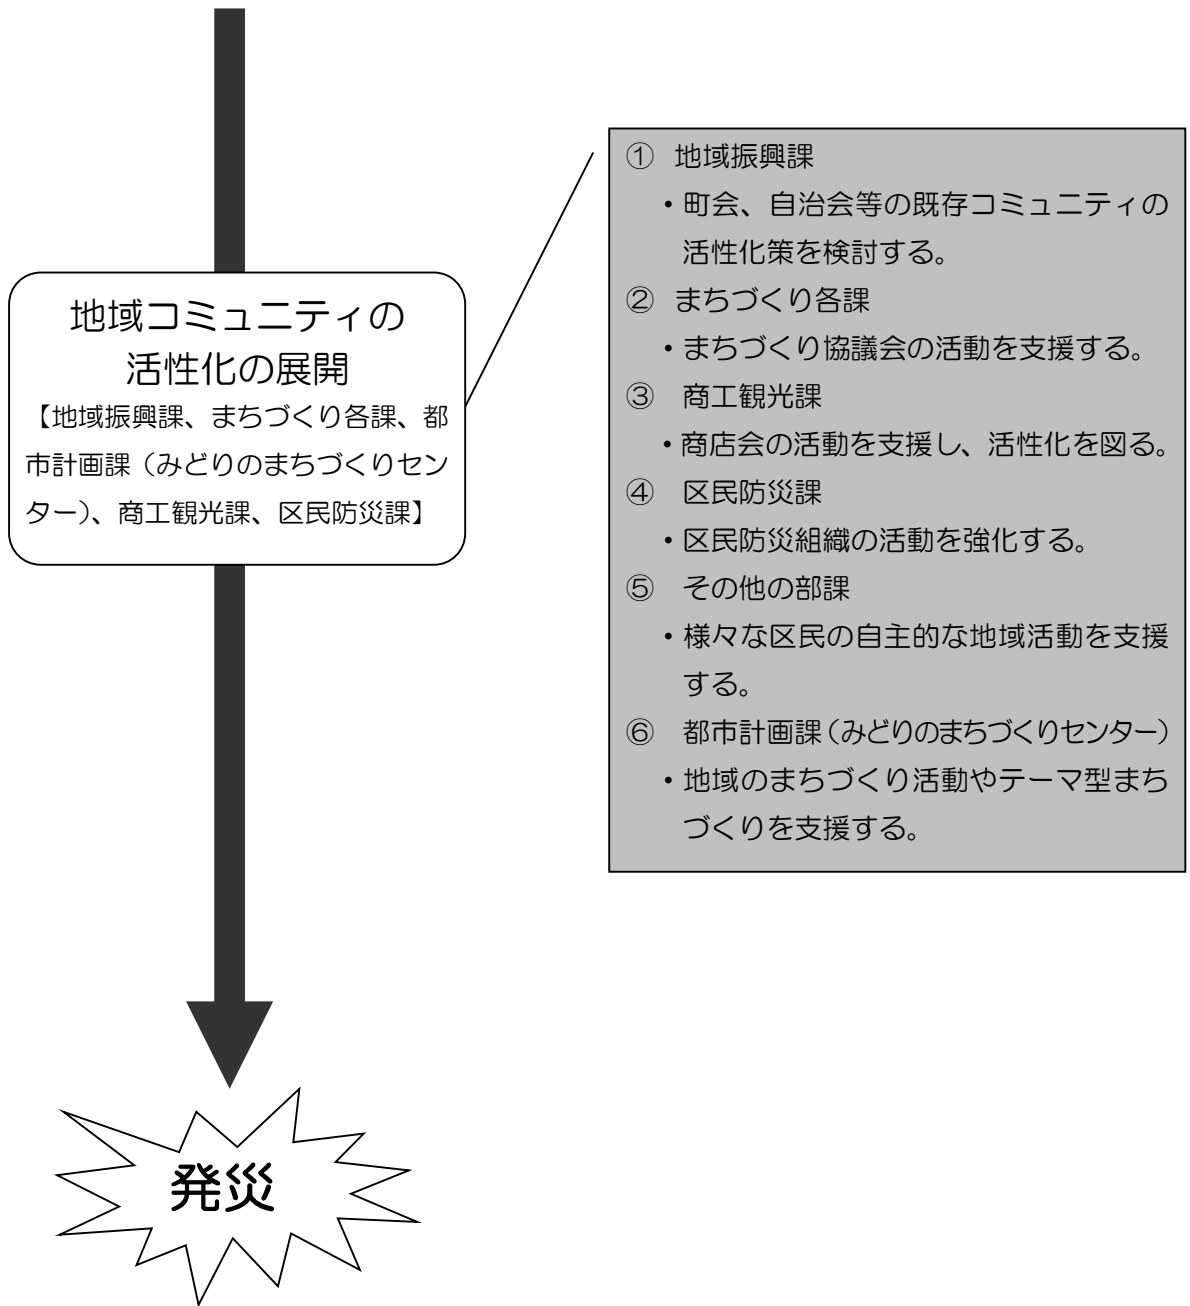 地域コミュニティの
活性化の展開
【地域振興課、まちづくり各課、都
市計画課（みどりのまちづくりセン
ター）、商工観光課、区民防災課】
① 地域振興課
・町会、自治会等の既存コミュニティの
活性化策を検討する。
② まちづくり各課
・まちづくり協議会の活動を支援する。
③ 商工観光課
・商店会の活動を支援し、活性化を図る。
④ 区民防災課
・区民防災組織の活動を強化する。
⑤ その他の部課
・様々な区民の自主的な地域活動を支援
する。
⑥ 都市計画課（みどりのまちづくりセンター）
・地域のまちづくり活動やテーマ型まち
づくりを支援する。
発災